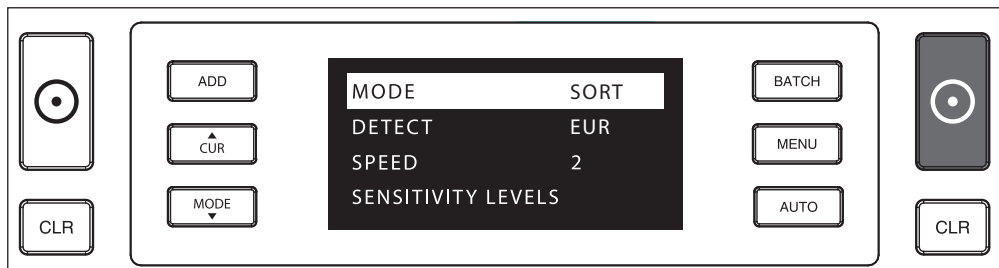 ADD
CUR
MODE
CLR
MODE SORT
DETECT EUR
SPEED 2
SENSITIVITY LEVELS
BATCH
MENU
AUTO
CLR